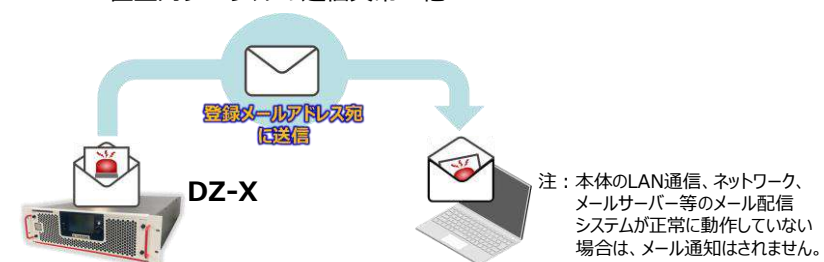 登録メールアドレス宛
に送信
DZ-X
注：本体のLAN通信、ネットワーク、
メールサーバー等のメール配信
システムが正常に動作していない
場合は、メール通知はされません。